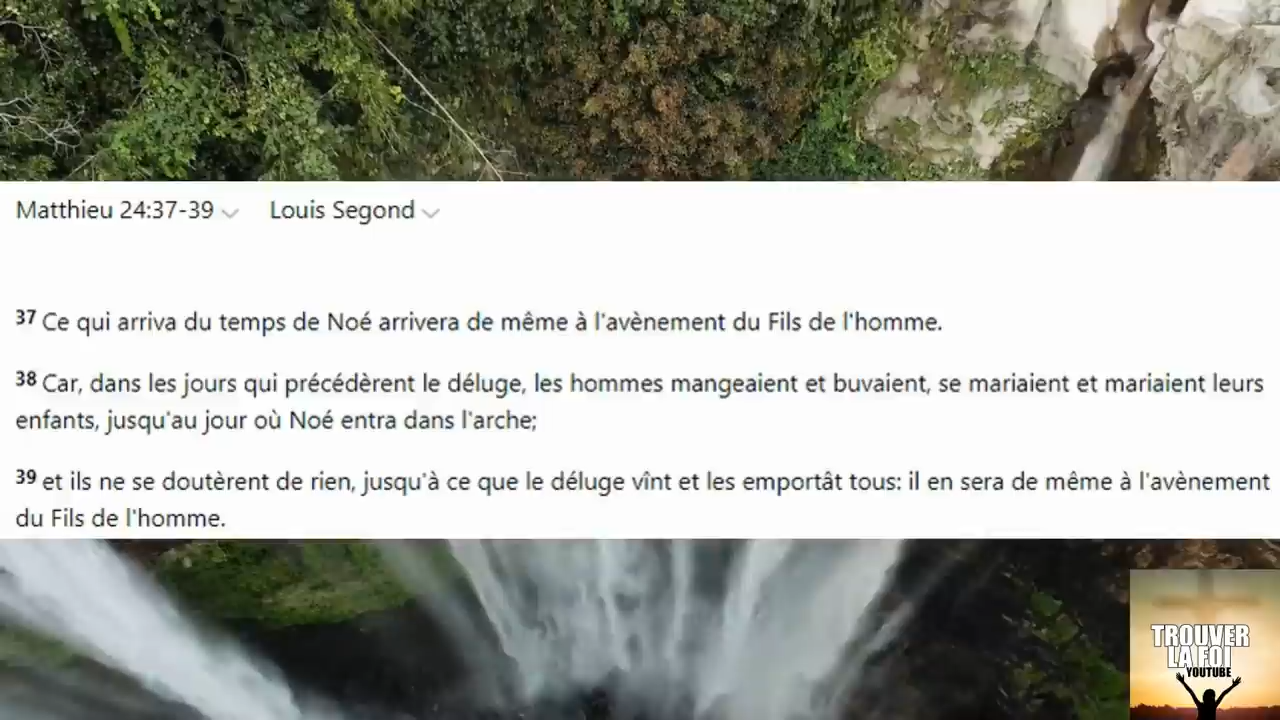 Matthieu 24:37-39 Louis Segond
37 Ce qui arriva du temps de Noé arrivera de même à l'avènement du Fils de l'homme.
38 Car, dans les jours qui précédèrent le déluge, les hommes mangeaient et buvaient, se mariaient et mariaient leurs
enfants, jusqu'au jour où Noé entra dans l'arche;
39 et ils ne se doutèrent de rien, jusqu'à ce que le déluge vînt et les emportât tous: il en sera de même à l'avènement
du Fils de l'homme.
TROUVER
LA FOI
YOUTUBE